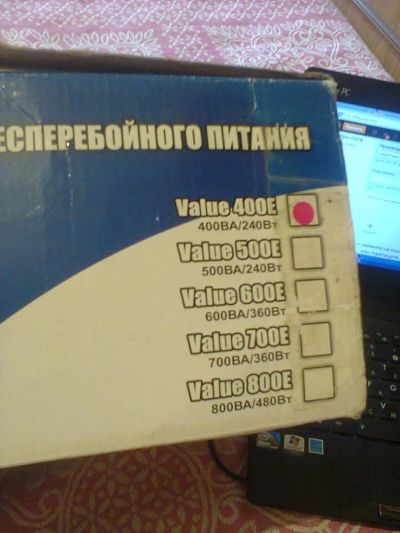 ЕСПЕРЕБОЙНОГО ПИТАНИЯ
Value 400E
400ВА/240Вт
Value 500E
500ВА/240Вт
Value 600E
600ВА/360Вт
Value 700E
700ВА/360Вт
Value 800E
800ВА/480Вт
PC